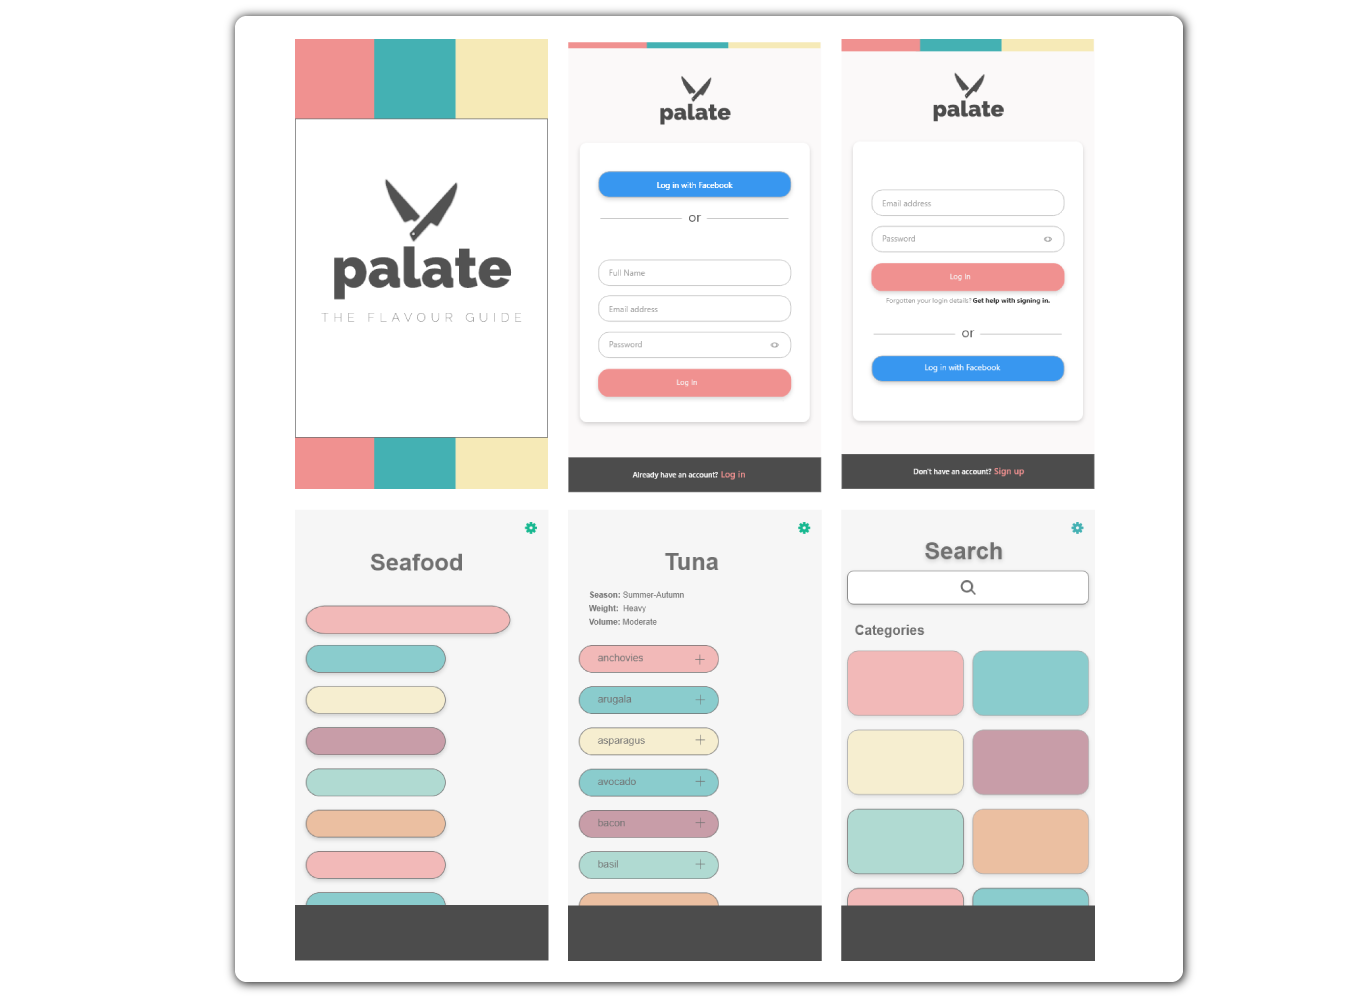 palate
THE FLAVOUR GUIDE
palate
Log in with Facebook
or
Full Name
Email address
Password
Log In
Already have an account? Log in
palate
Email address
Password
Log In
Forgotten your login details? Get help with signing in.
or
Log in with Facebook
Don't have an account? Sign up
Seafood
Tuna
Season: Summer-Autumn
Weight: Heavy
Volume: Moderate
anchovies
arugala
asparagus
avocado
bacon
basil
Search
Categories